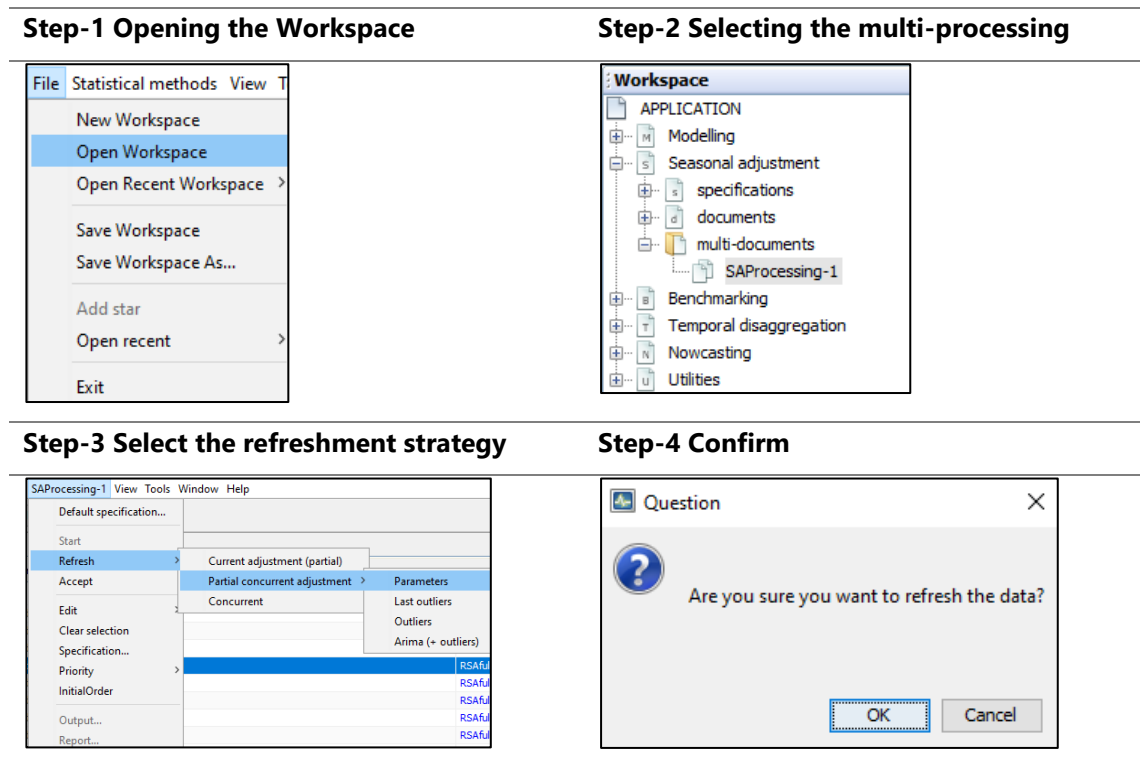 Step-1 Opening the Workspace
Step-2 Selecting the multi-processing
File Statistical methods View T
New Workspace
Open Workspace
Open Recent Workspace >
Save Workspace
Save Workspace As...
Add star
Open recent >
Exit
Workspace
APPLICATION
M Modelling
S Seasonal adjustment
s specifications
d documents
multi-documents
SAProcessing-1
B Benchmarking
T Temporal disaggregation
N Nowcasting
U Utilities
Step-3 Select the refreshment strategy
Step-4 Confirm
SAProcessing-1 View Tools Window Help
Default specification...
Start
Refresh >
Accept
Edit >
Clear selection
Specification...
Priority >
InitialOrder
Output...
Report...
Current adjustment (partial)
Partial concurrent adjustment >
Concurrent
Parameters
Last outliers
Outliers
Arima (+ outliers)
RSAful
RSAful
RSAful
RSAful
RSAful
Question
Are you sure you want to refresh the data?
OK Cancel